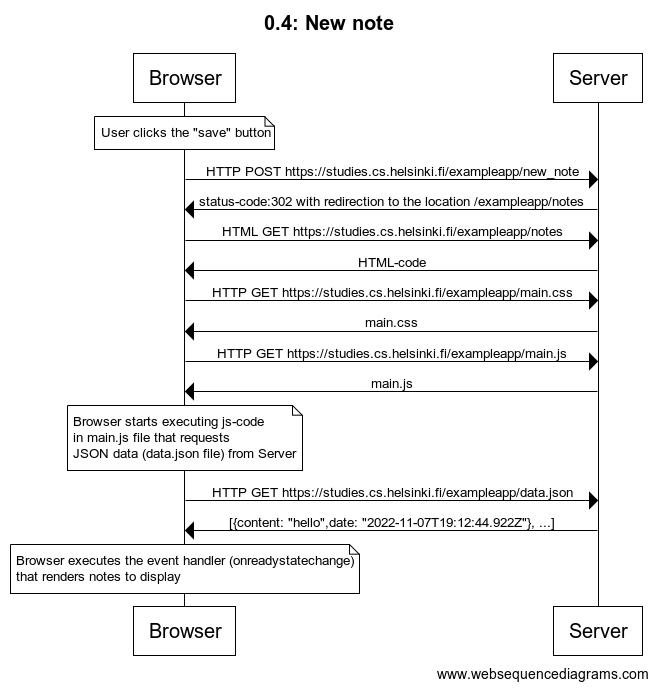 0.4: New note
Browser
Server
User clicks the "save" button
HTTP POST https://studies.cs.helsinki.fi/exampleapp/new_note
status-code:302 with redirection to the location /exampleapp/notes
HTML GET https://studies.cs.helsinki.fi/exampleapp/notes
HTML-code
HTTP GET https://studies.cs.helsinki.fi/exampleapp/main.css
main.css
HTTP GET https://studies.cs.helsinki.fi/exampleapp/main.js
main.js
Browser starts executing js-code
in main.js file that requests
JSON data (data.json file) from Server
HTTP GET https://studies.cs.helsinki.fi/exampleapp/data.json
[{content: "hello",date: "2022-11-07T19:12:44.922Z"}, ...]
Browser executes the event handler (onreadystatechange)
that renders notes to display
Browser
Server
www.websequencediagrams.com